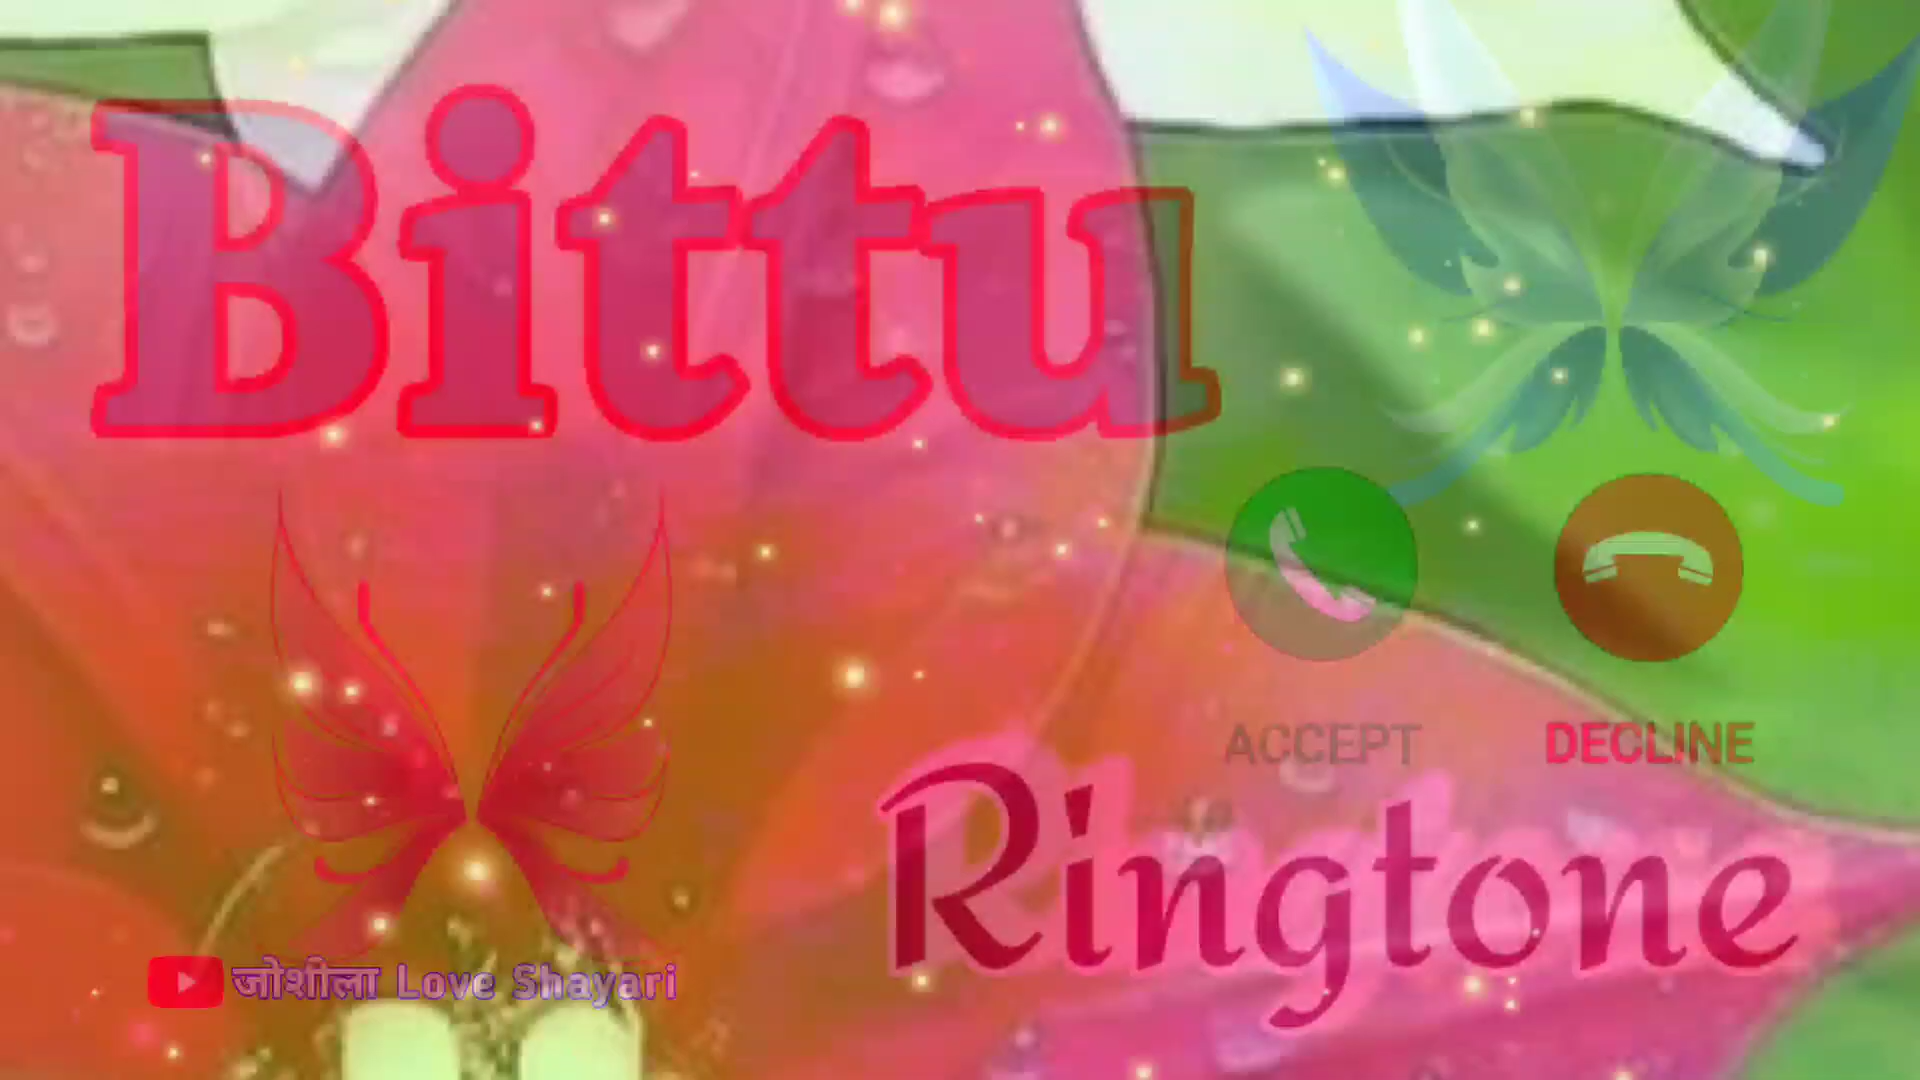 Bittu
ACCEPT DECLINE
Ringtone
जोशीला Love Shayari